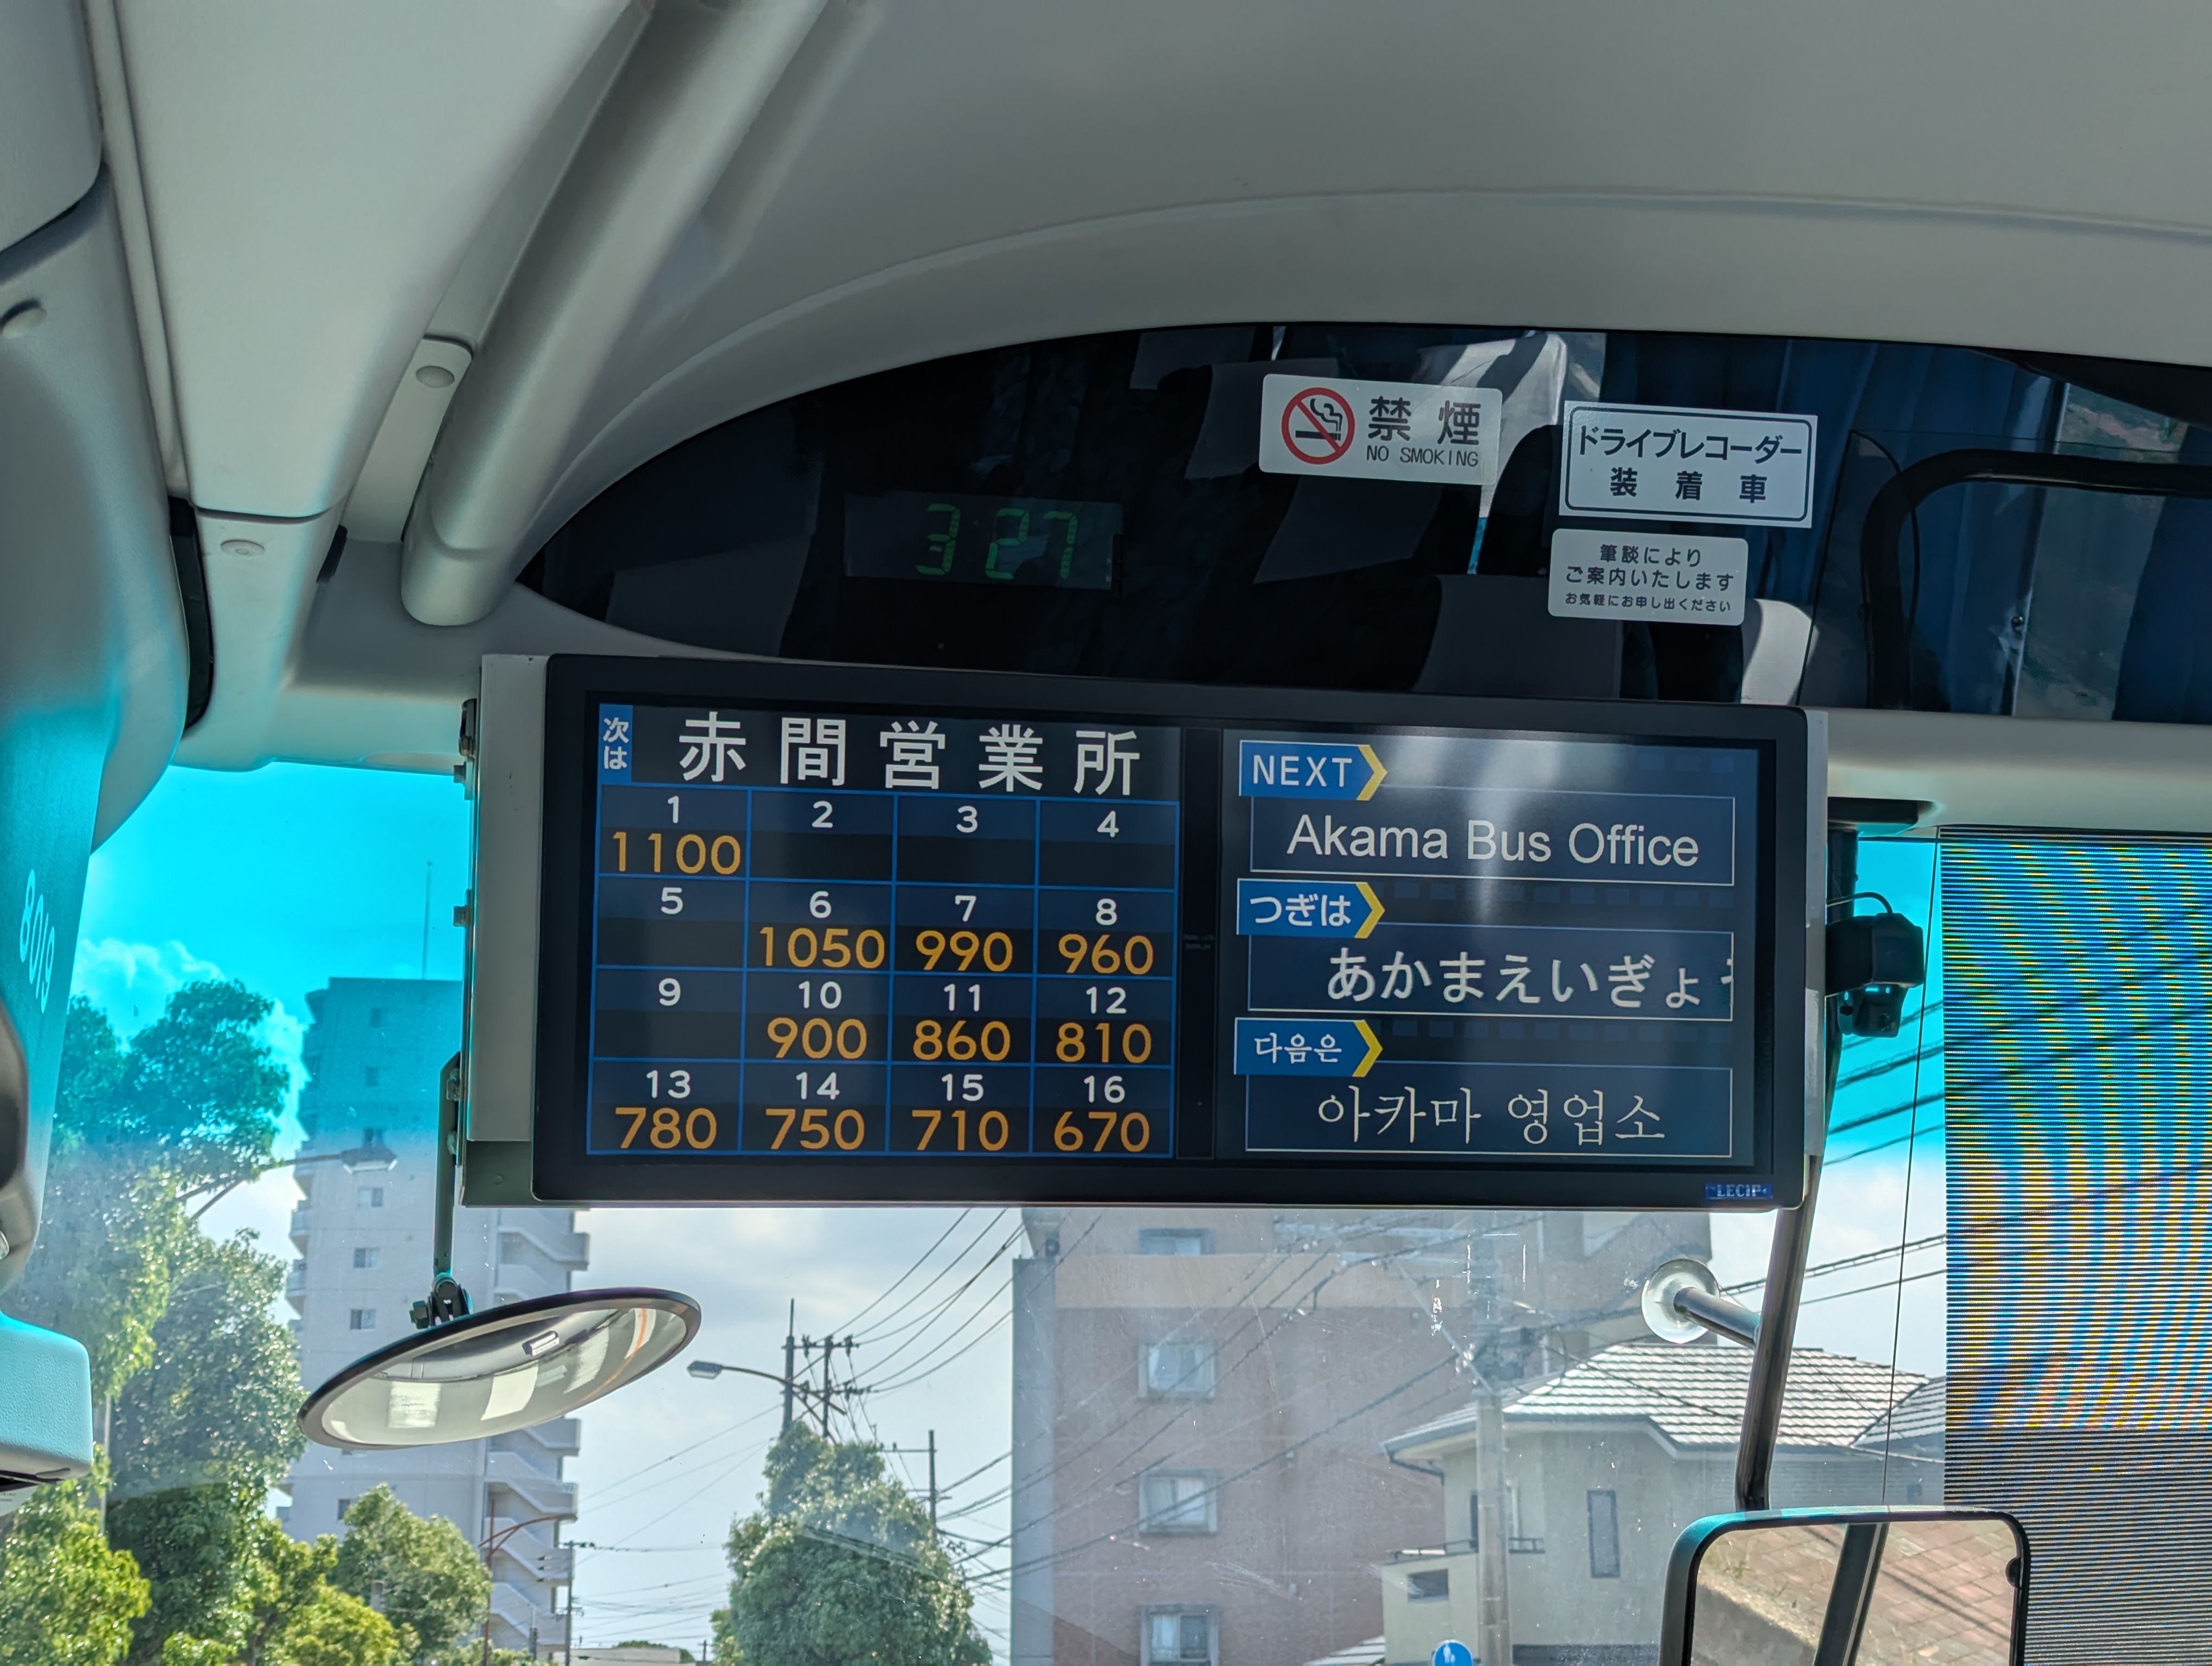 禁煙
NO SMOKING
ドライブレコーダー
装着車
筆談により
ご案内いたします
お気軽にお申し出ください
3:27
次は 赤間営業所
1 2 3 4
1100
5 6 7 8
1050 990 960
9 10 11 12
900 860 810
13 14 15 16
780 750 710 670
NEXT
Akama Bus Office
つぎは
あかまえいぎょ
다음은
아카마 영업소
LECIP
8019